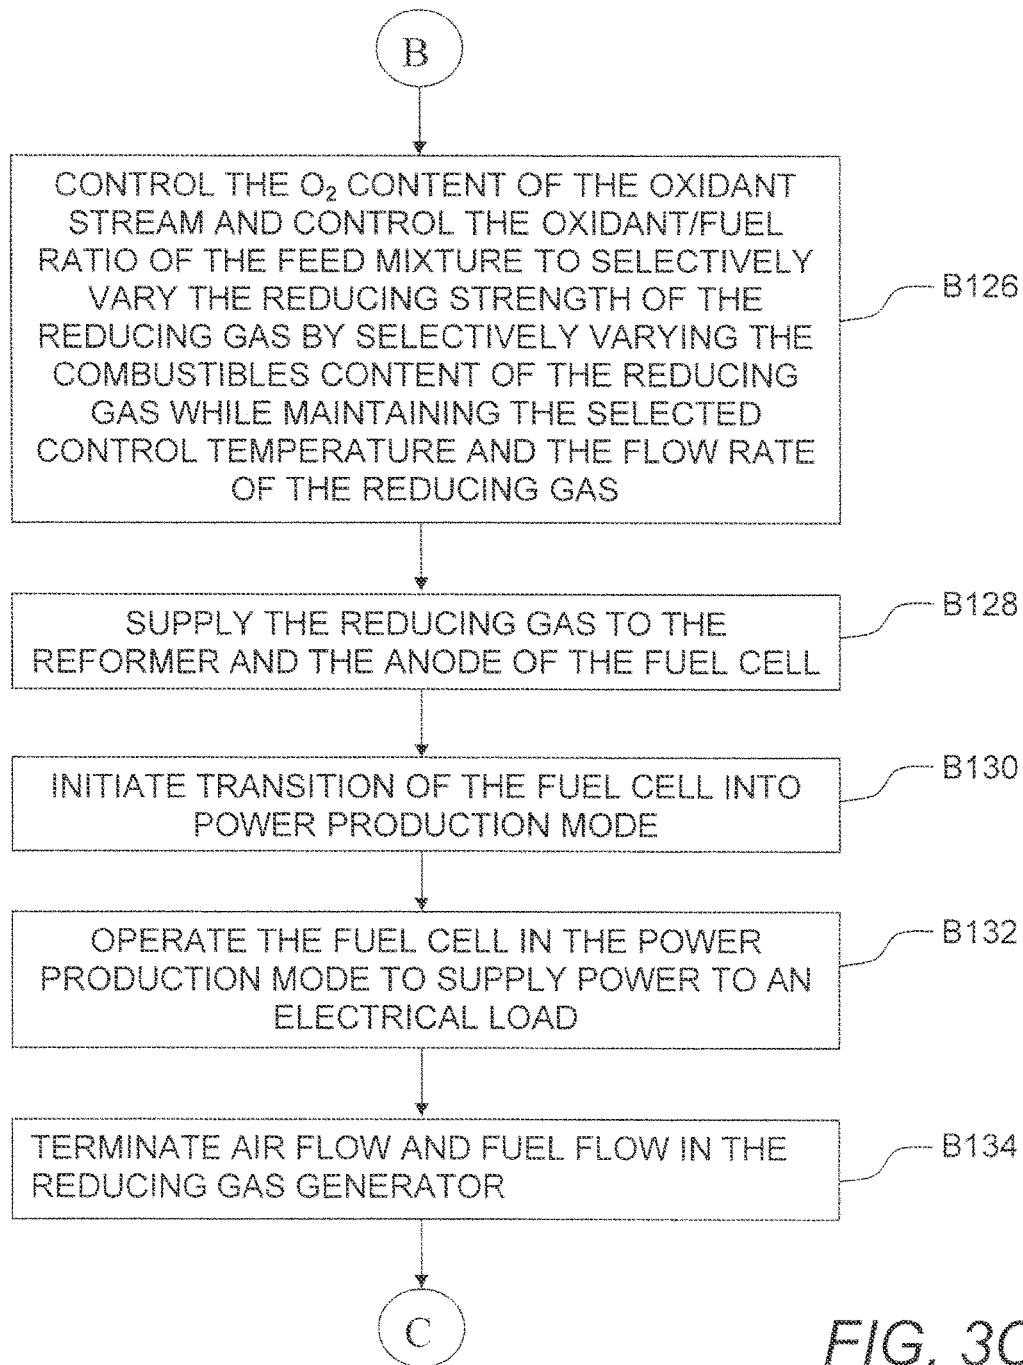 B
CONTROL THE O₂ CONTENT OF THE OXIDANT
STREAM AND CONTROL THE OXIDANT/FUEL
RATIO OF THE FEED MIXTURE TO SELECTIVELY
VARY THE REDUCING STRENGTH OF THE
REDUCING GAS BY SELECTIVELY VARYING THE
COMBUSTIBLES CONTENT OF THE REDUCING
GAS WHILE MAINTAINING THE SELECTED
CONTROL TEMPERATURE AND THE FLOW RATE
OF THE REDUCING GAS
B126
SUPPLY THE REDUCING GAS TO THE
REFORMER AND THE ANODE OF THE FUEL CELL
B128
INITIATE TRANSITION OF THE FUEL CELL INTO
POWER PRODUCTION MODE
B130
OPERATE THE FUEL CELL IN THE POWER
PRODUCTION MODE TO SUPPLY POWER TO AN
ELECTRICAL LOAD
B132
TERMINATE AIR FLOW AND FUEL FLOW IN THE
REDUCING GAS GENERATOR
B134
C
FIG. 3C